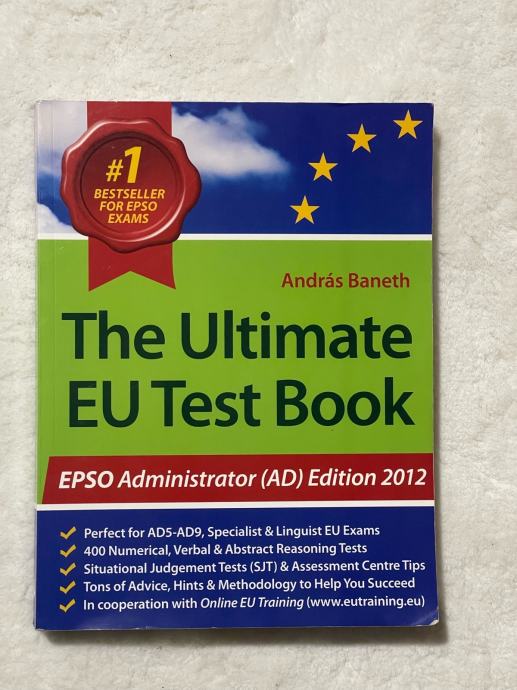 #1
BESTSELLER
FOR EPSO
EXAMS
András Baneth
The Ultimate
EU Test Book
EPSO Administrator (AD) Edition 2012
Perfect for AD5-AD9, Specialist & Linguist EU Exams
400 Numerical, Verbal & Abstract Reasoning Tests
Situational Judgement Tests (SJT) & Assessment Centre Tips
Tons of Advice, Hints & Methodology to Help You Succeed
In cooperation with Online EU Training (www.eutraining.eu)